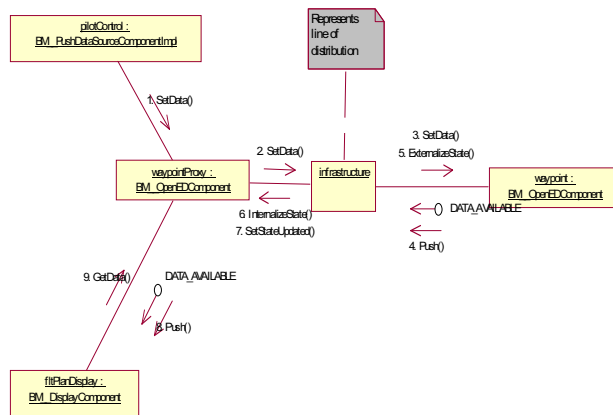 pilotControl :
BM_PushDataSourceComponentImpl
Represents
line of
distribution
1. SetData()
2. SetData()
3. SetData()
5. ExternalizeState()
waypointProxy :
BM_OpenEDComponent
infrastructure
waypoint :
BM_OpenEDComponent
6. InternalizeState()
7. SetStateUpdated()
DATA_AVAILABLE
4. Push()
9. GetData()
DATA_AVAILABLE
8. Push()
fltPlanDisplay :
BM_DisplayComponent